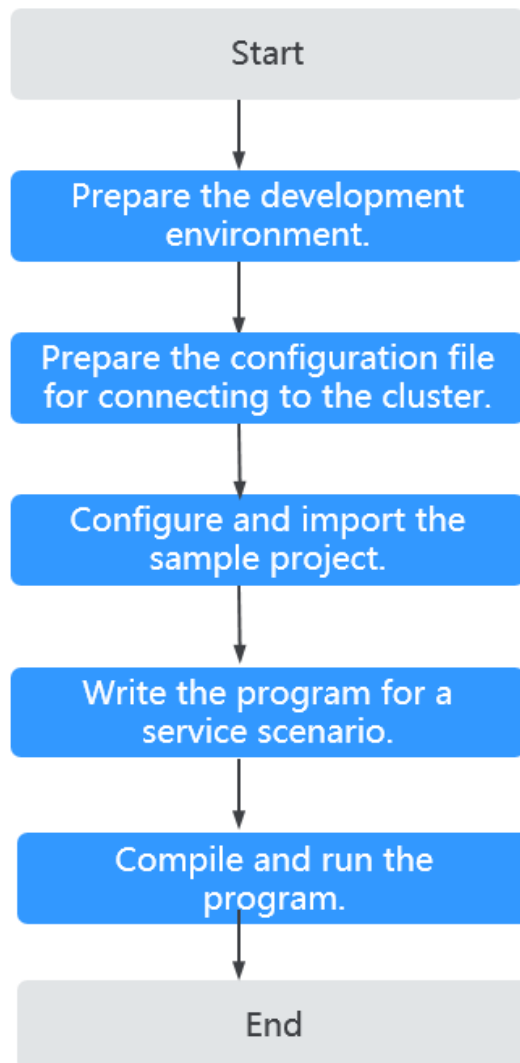 Start
Prepare the development
environment.
Prepare the configuration file
for connecting to the cluster.
Configure and import the
sample project.
Write the program for a
service scenario.
Compile and run the
program.
End